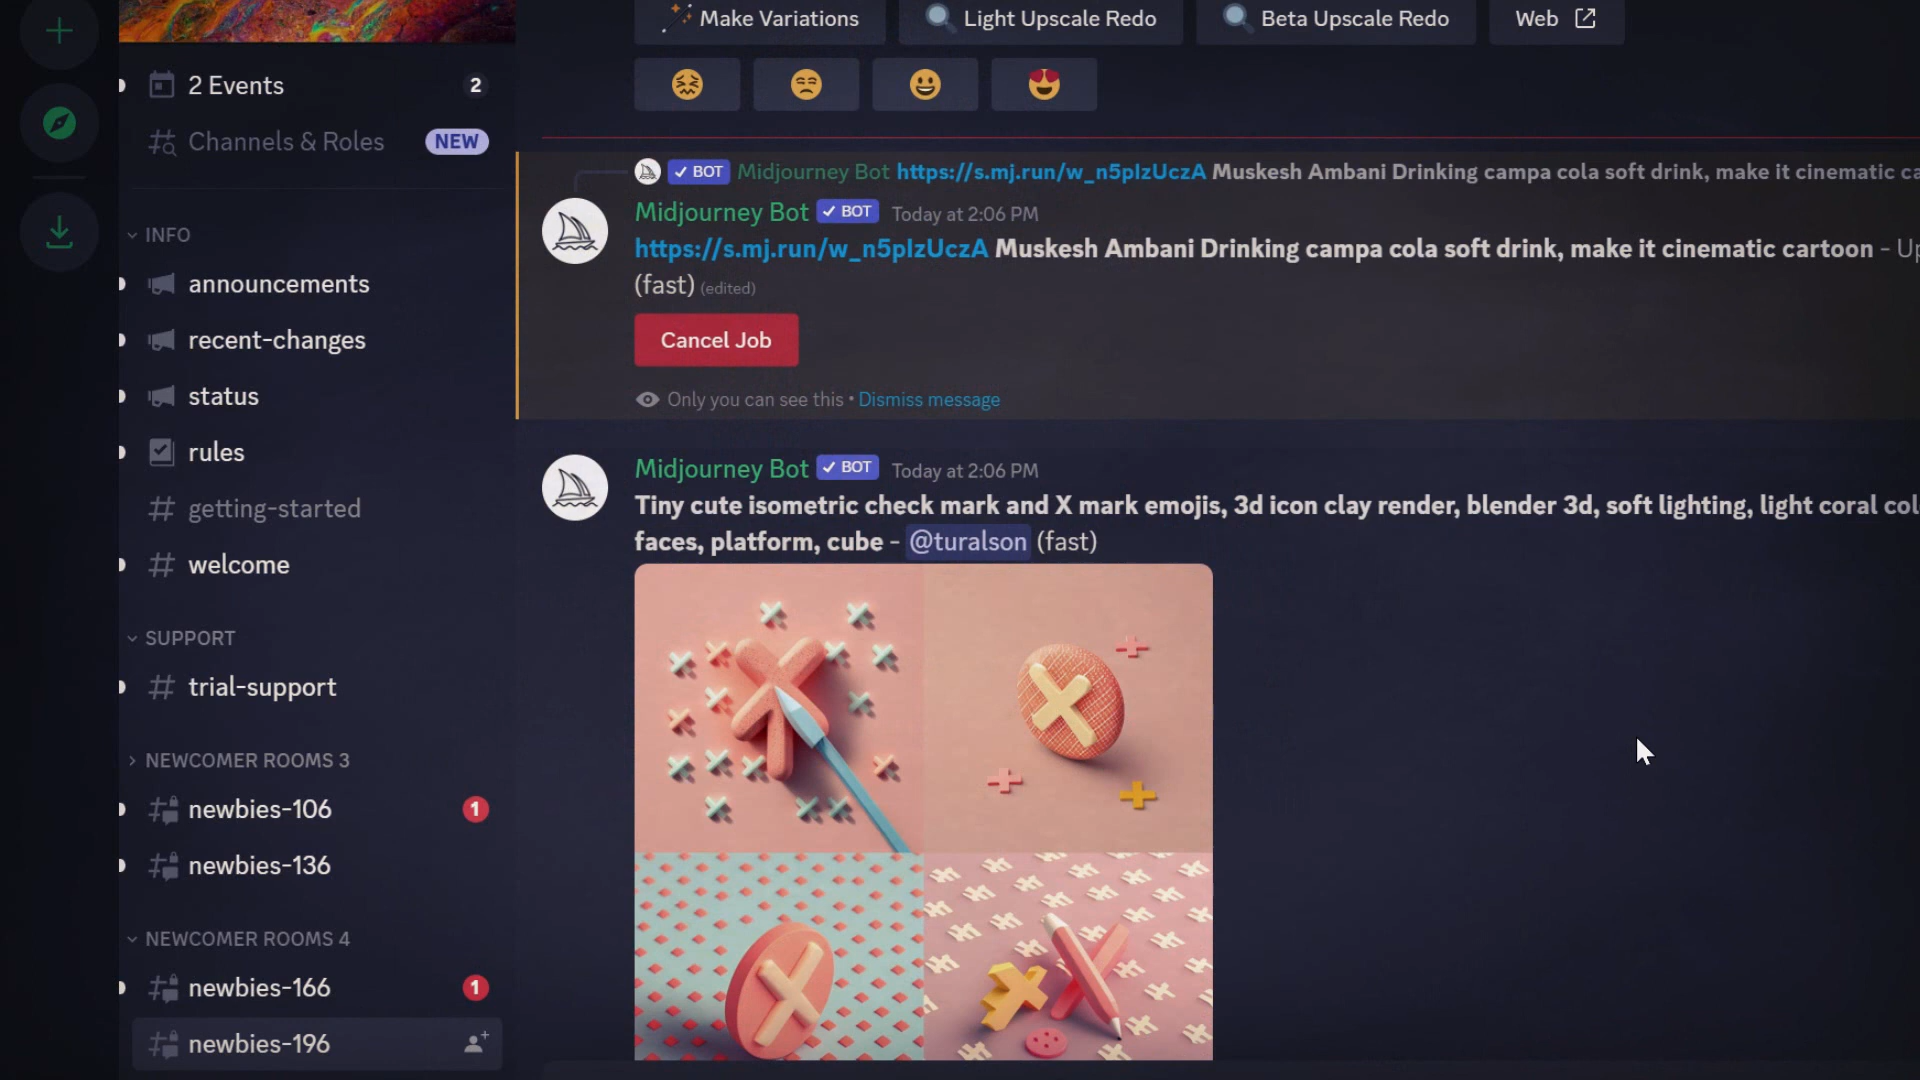 Make Variations
Light Upscale Redo
Beta Upscale Redo
Web
2 Events
2
Channels & Roles
NEW
INFO
announcements
recent-changes
status
rules
getting-started
welcome
SUPPORT
trial-support
NEWCOMER ROOMS 3
newbies-106
1
newbies-136
NEWCOMER ROOMS 4
newbies-166
1
newbies-196
BOT Midjourney Bot https://s.mj.run/w_n5pIzUczA Muskesh Ambani Drinking campa cola soft drink, make it cinematic ca
Midjourney Bot BOT Today at 2:06 PM
https://s.mj.run/w_n5pIzUczA Muskesh Ambani Drinking campa cola soft drink, make it cinematic cartoon - Up
(fast) (edited)
Cancel Job
Only you can see this • Dismiss message
Midjourney Bot BOT Today at 2:06 PM
Tiny cute isometric check mark and X mark emojis, 3d icon clay render, blender 3d, soft lighting, light coral col
faces, platform, cube - @turalson (fast)